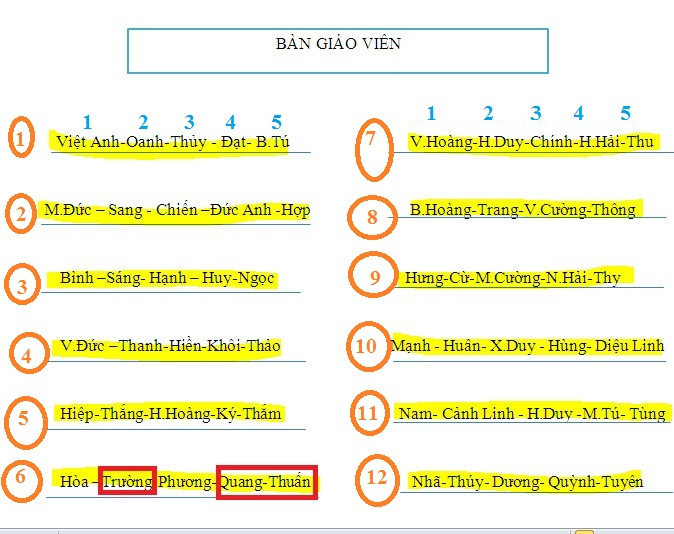 BÀN GIÁO VIÊN
1 2 3 4 5
1 Việt Anh-Oanh-Thùy - Đạt- B.Tú
2 M.Đức – Sang - Chiến –Đức Anh -Hợp
3 Bình –Sáng- Hạnh – Huy-Ngọc
4 V.Đức –Thanh-Hiền-Khôi-Thảo
5 Hiệp-Thắng-H.Hoàng-Ký-Thắm
6 Hòa –Trường Phương-Quang-Thuấn
1 2 3 4 5
7 V.Hoàng-H.Duy-Chính-H.Hải-Thu
8 B.Hoàng-Trang-V.Cường-Thông
9 Hưng-Cừ-M.Cường-N.Hải-Thy
10 Mạnh - Huân- X.Duy - Hùng- Diệu Linh
11 Nam- Cảnh Linh - H.Duy -M.Tú- Tùng
12 Nhã-Thúy- Dương- Quỳnh-Tuyên